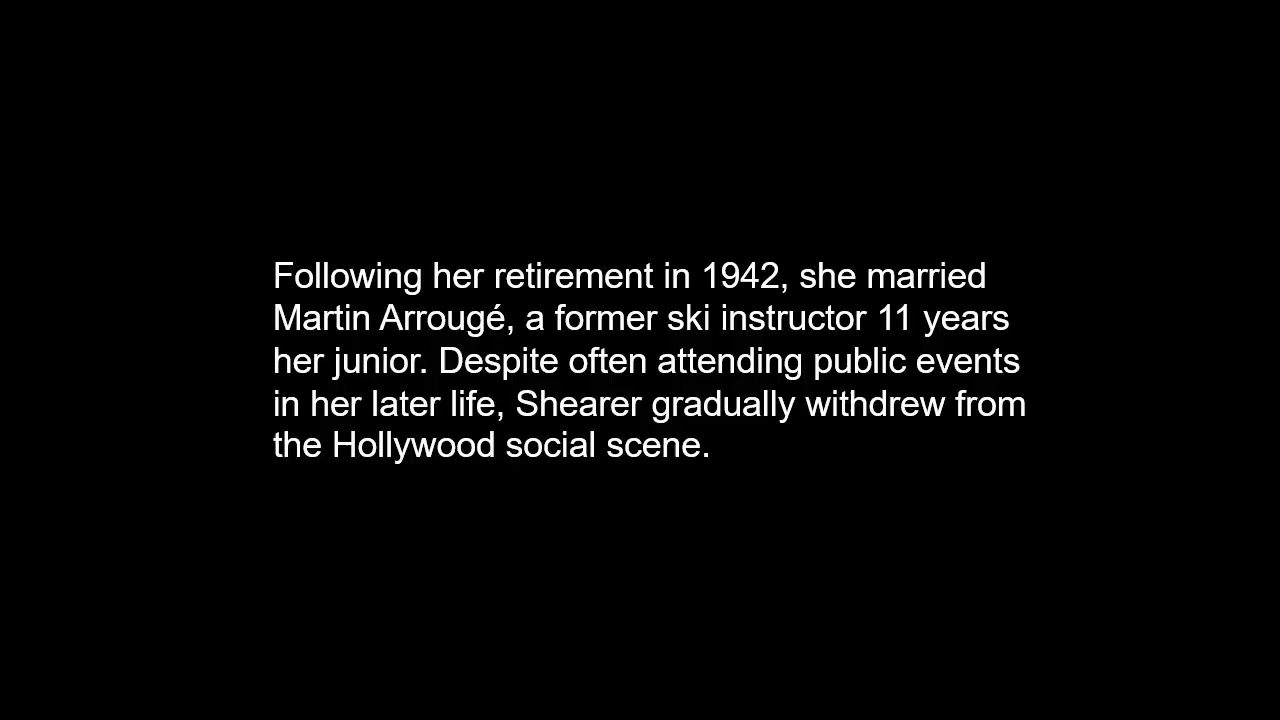 Following her retirement in 1942, she married
Martin Arrougé, a former ski instructor 11 years
her junior. Despite often attending public events
in her later life, Shearer gradually withdrew from
the Hollywood social scene.